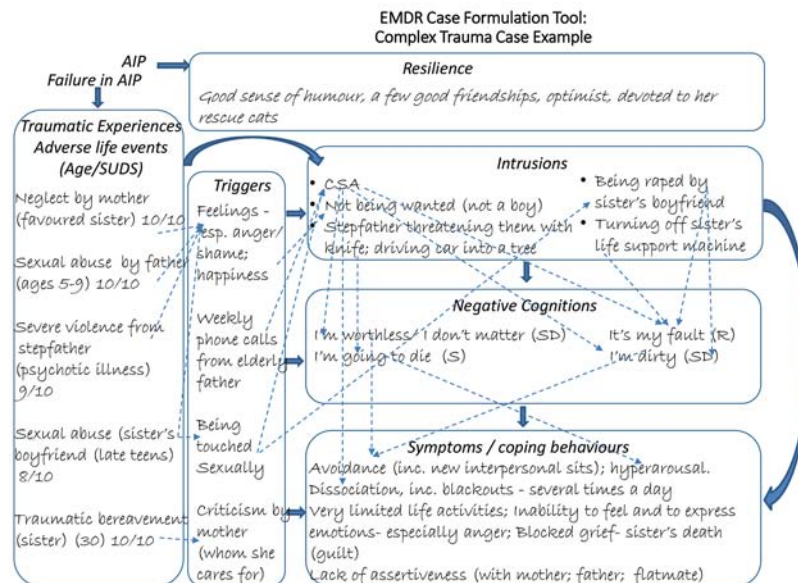 EMDR Case Formulation Tool:
Complex Trauma Case Example
AIP
Failure in AIP
Resilience
Good sense of humour, a few good friendships, optimist, devoted to her
rescue cats
Traumatic Experiences
Adverse life events
(Age/SUDS)
Neglect by mother
(favoured sister) 10/10
Sexual abuse by father
(ages 5-9) 10/10
Severe violence from
stepfather
(psychotic illness)
9/10
Sexual abuse (sister's
boyfriend (late teens)
8/10
Traumatic bereavement
(sister) (30) 10/10
Triggers
Feelings -
esp. anger/
shame;
happiness
Weekly
phone calls
from elderly
father
Being
touched
Sexually
Criticism by
mother
(whom she
cares for)
Intrusions
• CSA
• Not being wanted (not a boy)
• Stepfather threatening them with
knife; driving car into a tree
• Being raped by
sister's boyfriend
• Turning off sister's
life support machine
Negative Cognitions
I'm worthless/ I don't matter (SD)
I'm going to die (S)
It's my fault (R)
I'm dirty (SD)
Symptoms / coping behaviours
Avoidance (inc. new interpersonal sits); hyperarousal.
Dissociation, inc. blackouts - several times a day
Very limited life activities; Inability to feel and to express
emotions- especially anger; Blocked grief- sister's death
(guilt)
Lack of assertiveness (with mother; father; flatmate)